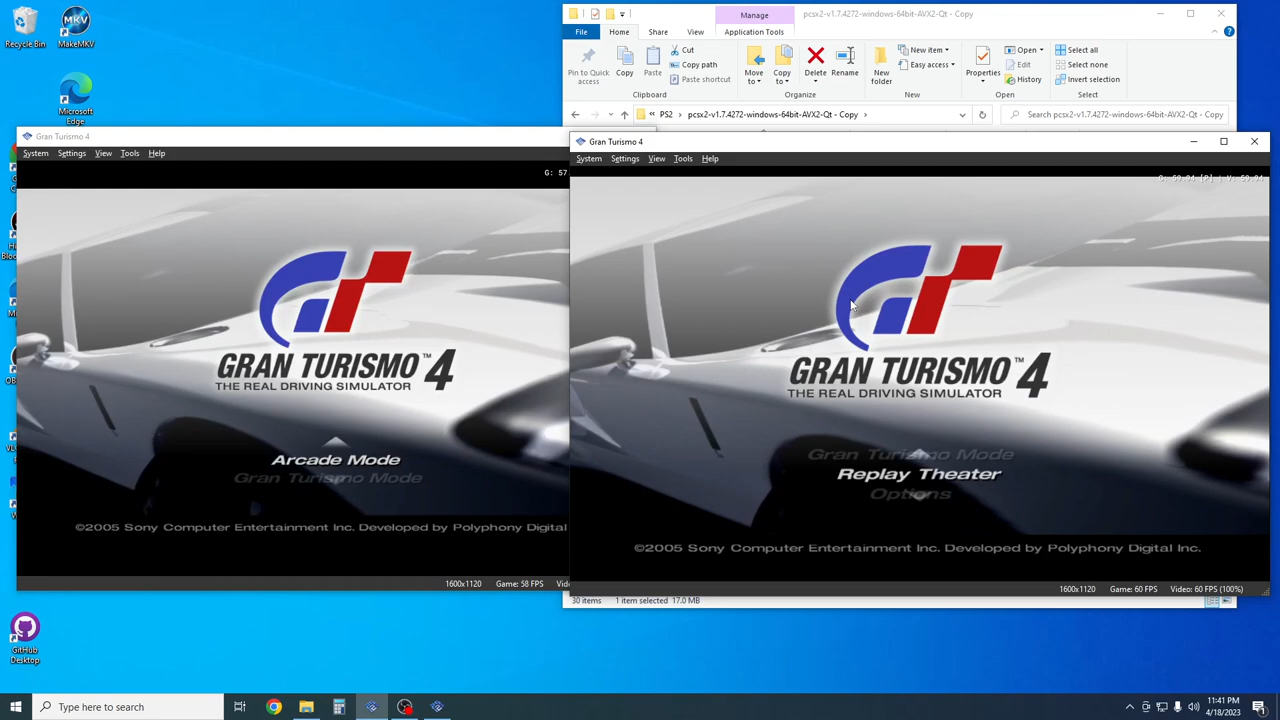 Recycle Bin
MakeMKV
Microsoft
Edge
GitHub
Desktop
Manage
pcsx2-v1.7.4272-windows-64bit-AVX2-Qt - Copy
File
Home
Share
View
Application Tools
Pin to Quick
access
Copy
Paste
Cut
Copy path
Paste shortcut
Clipboard
Move
to
Copy
to
Delete
Rename
Organize
New
folder
New item
Easy access
New
Properties
Open
Edit
History
Open
Select all
Select none
Invert selection
Select
« PS2 > pcsx2-v1.7.4272-windows-64bit-AVX2-Qt - Copy >
Search pcsx2-v1.7.4272-windows-64bit-AVX2-Qt - Copy
Gran Turismo 4
System Settings View Tools Help
G: 57
GRAN TURISMO™ 4
THE REAL DRIVING SIMULATOR
Arcade Mode
Gran Turismo Mode
©2005 Sony Computer Entertainment Inc. Developed by Polyphony Digital
1600x1120 Game: 58 FPS
Gran Turismo 4
System Settings View Tools Help
G: 59.94 [P] | V: 59.94
GRAN TURISMO™ 4
THE REAL DRIVING SIMULATOR
Gran Turismo Mode
Replay Theater
Options
©2005 Sony Computer Entertainment Inc. Developed by Polyphony Digital Inc.
1600x1120 Game: 60 FPS Video: 60 FPS (100%)
30 items 1 item selected 17.0 MB
Type here to search
11:41 PM
4/18/2023